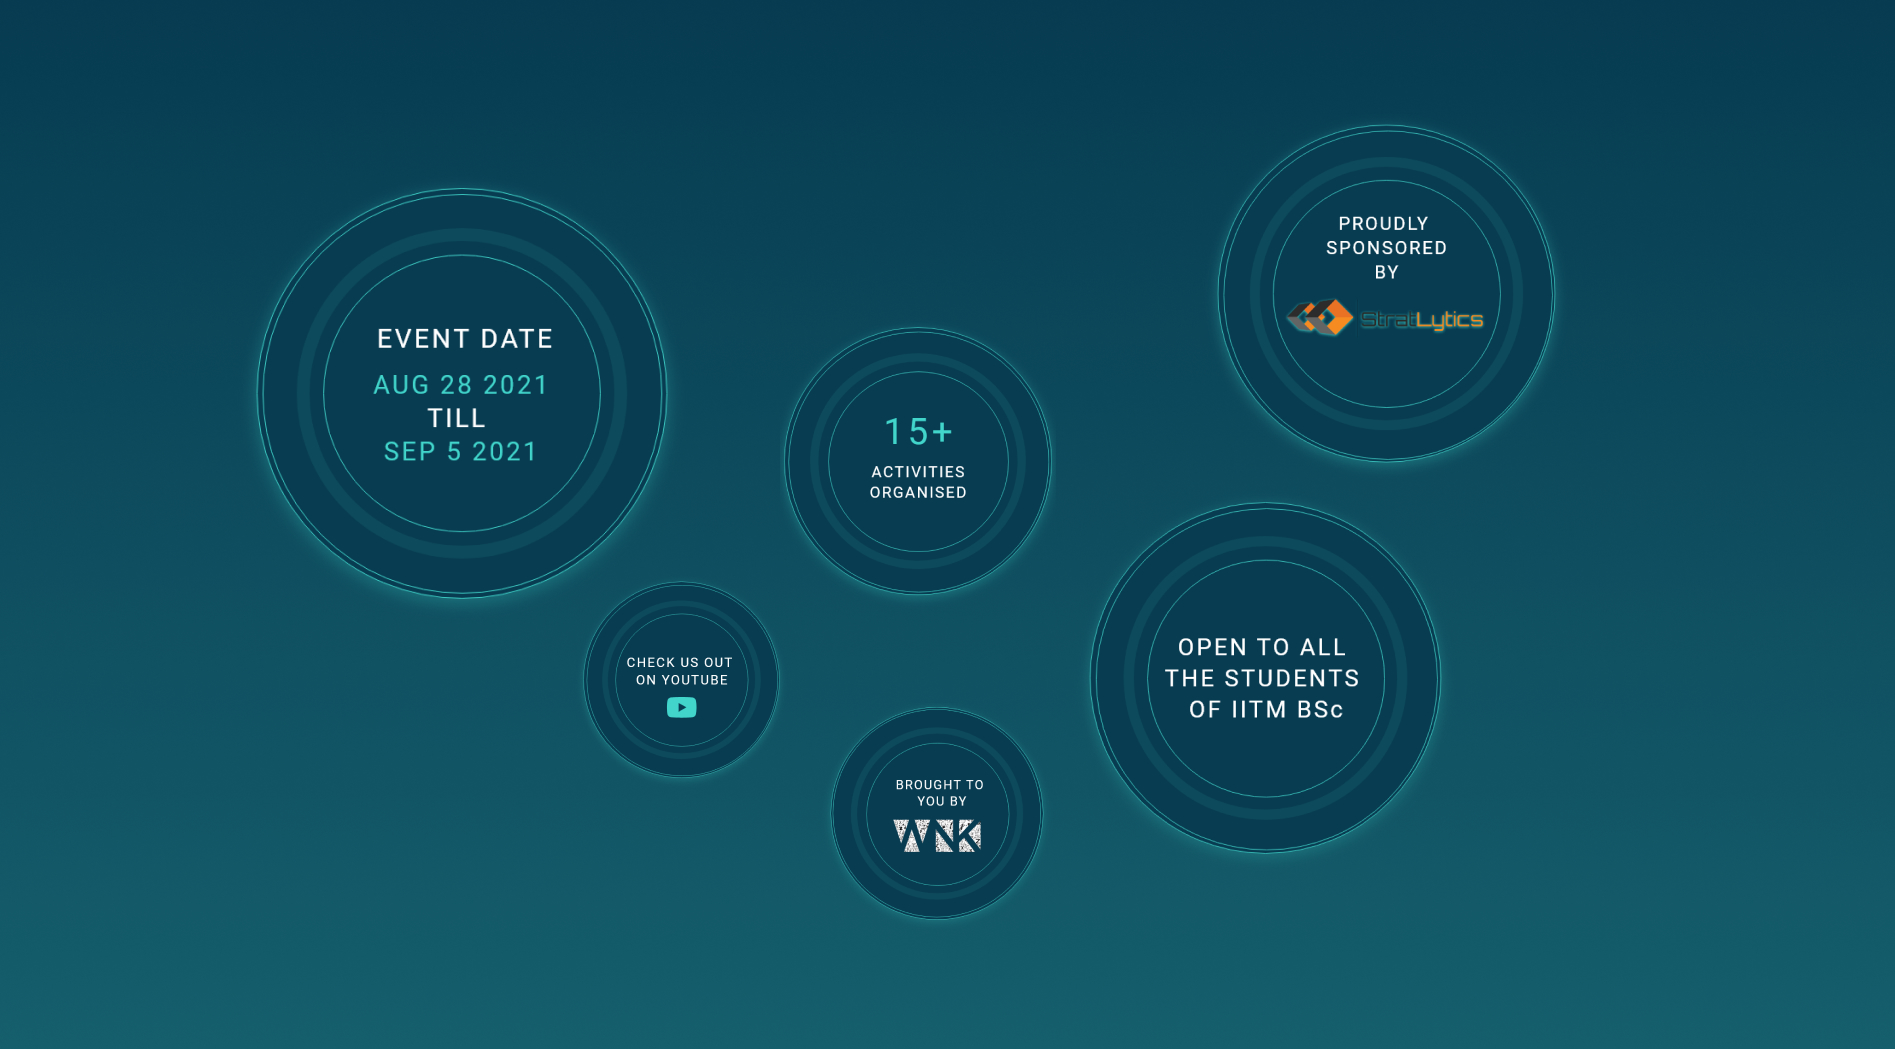 EVENT DATE
AUG 28 2021
TILL
SEP 5 2021
15+
ACTIVITIES
ORGANISED
PROUDLY
SPONSORED
BY
StratLytics
CHECK US OUT
ON YOUTUBE
BROUGHT TO
YOU BY
WNK
OPEN TO ALL
THE STUDENTS
OF IITM BSc